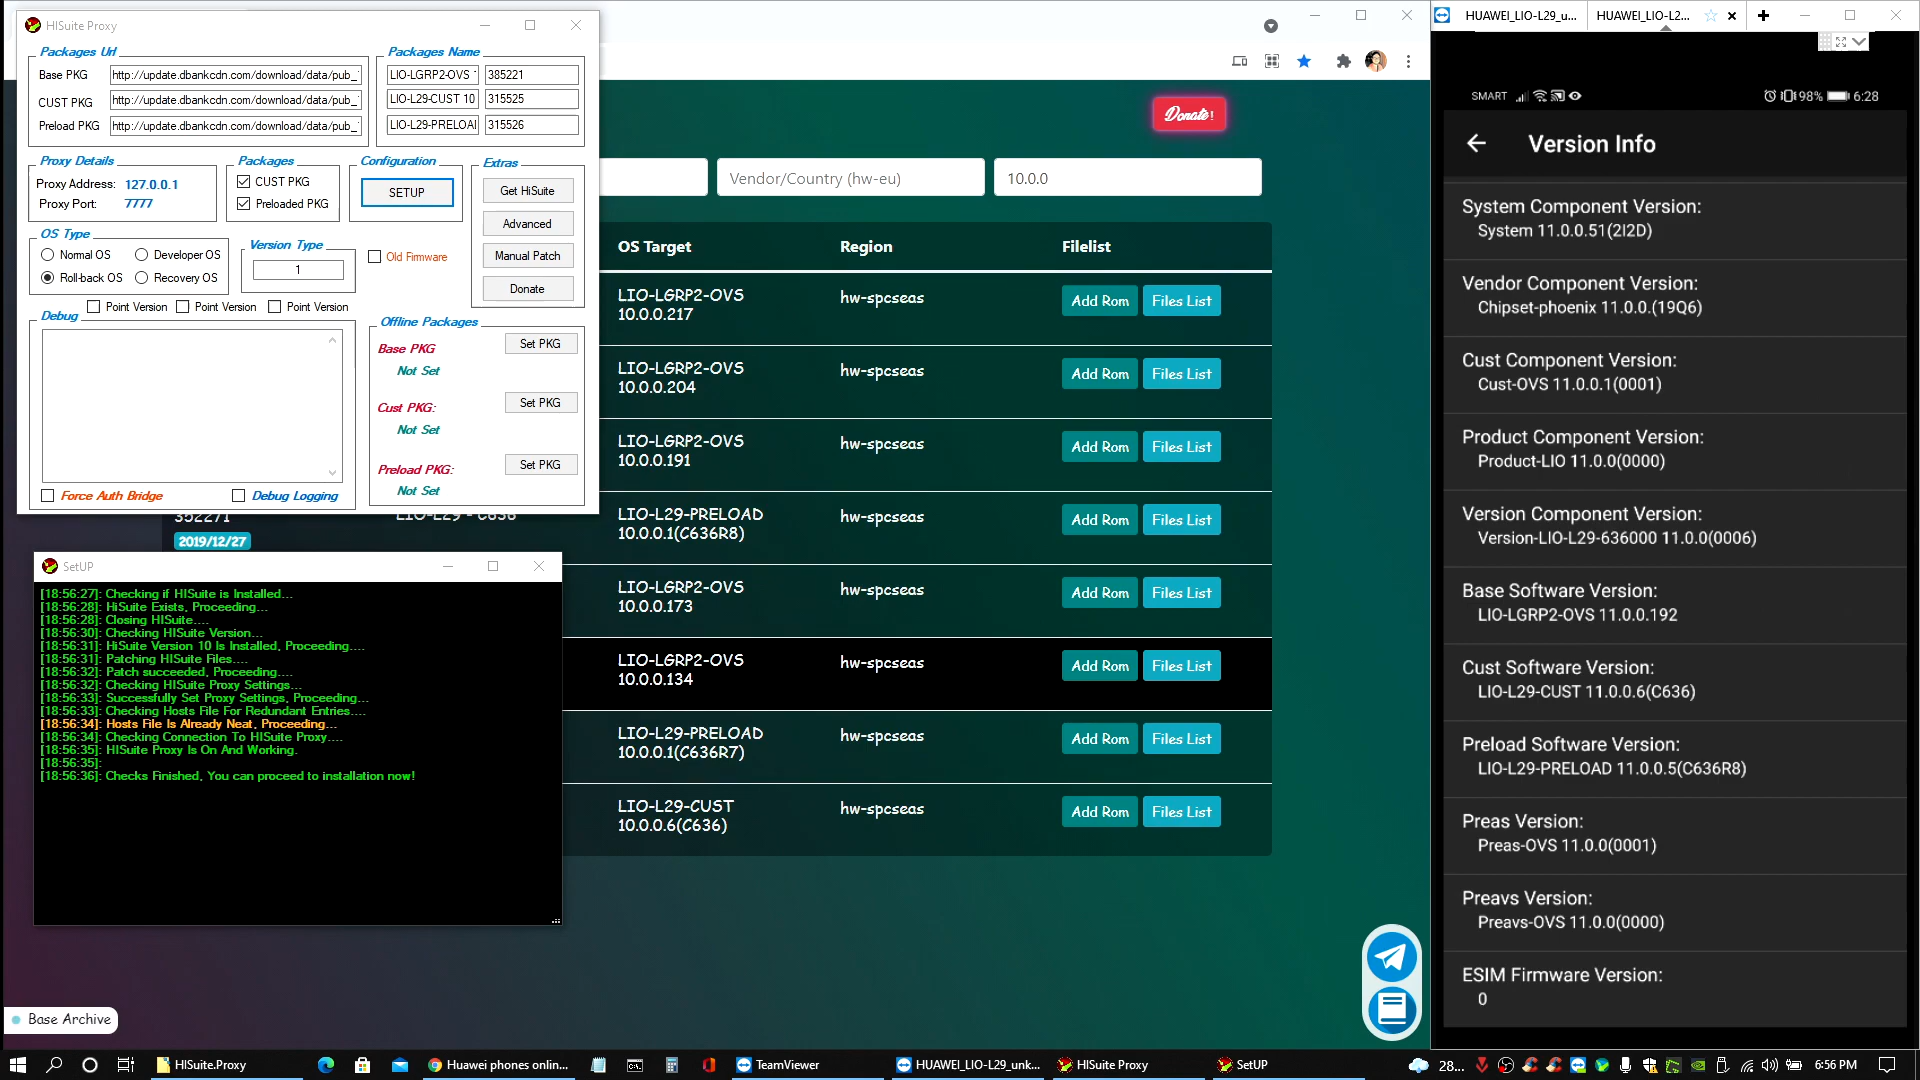 HISuite Proxy
Packages Url
Base PKG http://update.dbankcdn.com/download/data/pub_
CUST PKG http://update.dbankcdn.com/download/data/pub_
Preload PKG http://update.dbankcdn.com/download/data/pub_
Packages Name
LIO-LGRP2-OVS 385221
LIO-L29-CUST 10 315525
LIO-L29-PRELOAI 315526
Proxy Details
Proxy Address: 127.0.0.1
Proxy Port: 7777
Packages
CUST PKG
Preloaded PKG
Configuration
SETUP
Extras
Get HiSuite
Advanced
Manual Patch
Donate
OS Type
Normal OS Developer OS
Roll-back OS Recovery OS
Version Type
1
Old Firmware
Point Version Point Version Point Version
Debug
Force Auth Bridge Debug Logging
Offline Packages
Base PKG Set PKG
Not Set
Cust PKG: Set PKG
Not Set
Preload PKG: Set PKG
Not Set
352271 LIO-L29 - C636
2019/12/27
SetUP
[18:56:27]: Checking if HISuite is Installed...
[18:56:28]: HiSuite Exists, Proceeding...
[18:56:28]: Closing HISuite....
[18:56:30]: Checking HISuite Version...
[18:56:31]: HiSuite Version 10 Is Installed, Proceeding....
[18:56:31]: Patching HISuite Files....
[18:56:32]: Patch succeeded, Proceeding....
[18:56:32]: Checking HISuite Proxy Settings...
[18:56:33]: Successfully Set Proxy Settings, Proceeding...
[18:56:33]: Checking Hosts File For Redundant Entries....
[18:56:34]: Hosts File Is Already Neat, Proceeding...
[18:56:34]: Checking Connection To HISuite Proxy....
[18:56:35]: HISuite Proxy Is On And Working.
[18:56:35]:
[18:56:36]: Checks Finished, You can proceed to installation now!
Base Archive
Donate!
Vendor/Country (hw-eu) 10.0.0
OS Target Region Filelist
LIO-LGRP2-OVS 10.0.0.217 hw-spcseas Add Rom Files List
LIO-LGRP2-OVS 10.0.0.204 hw-spcseas Add Rom Files List
LIO-LGRP2-OVS 10.0.0.191 hw-spcseas Add Rom Files List
LIO-L29-PRELOAD 10.0.0.1(C636R8) hw-spcseas Add Rom Files List
LIO-LGRP2-OVS 10.0.0.173 hw-spcseas Add Rom Files List
LIO-LGRP2-OVS 10.0.0.134 hw-spcseas Add Rom Files List
LIO-L29-PRELOAD 10.0.0.1(C636R7) hw-spcseas Add Rom Files List
LIO-L29-CUST 10.0.0.6(C636) hw-spcseas Add Rom Files List
HUAWEI_LIO-L29_u... HUAWEI_LIO-L2...
SMART 98% 6:28
Version Info
System Component Version:
System 11.0.0.51(2I2D)
Vendor Component Version:
Chipset-phoenix 11.0.0.(19Q6)
Cust Component Version:
Cust-OVS 11.0.0.1(0001)
Product Component Version:
Product-LIO 11.0.0(0000)
Version Component Version:
Version-LIO-L29-636000 11.0.0(0006)
Base Software Version:
LIO-LGRP2-OVS 11.0.0.192
Cust Software Version:
LIO-L29-CUST 11.0.0.6(C636)
Preload Software Version:
LIO-L29-PRELOAD 11.0.0.5(C636R8)
Preas Version:
Preas-OVS 11.0.0(0001)
Preavs Version:
Preavs-OVS 11.0.0(0000)
ESIM Firmware Version:
0
HISuite.Proxy Huawei phones onlin... TeamViewer HUAWEI_LIO-L29_unk... HISuite Proxy SetUP 28... 6:56 PM